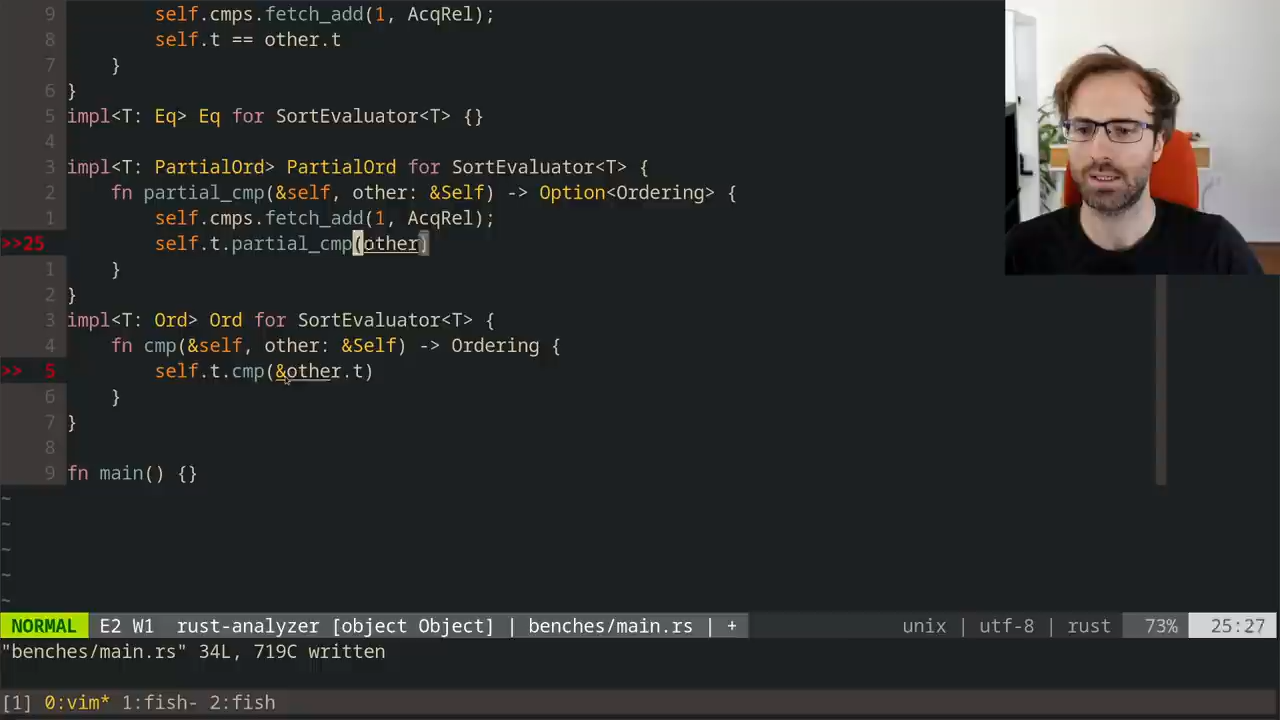 9 self.cmps.fetch_add(1, AcqRel);
8 self.t == other.t
7 }
6 }
5 impl<T: Eq> Eq for SortEvaluator<T> {}
4
3 impl<T: PartialOrd> PartialOrd for SortEvaluator<T> {
2 fn partial_cmp(&self, other: &Self) -> Option<Ordering> {
1 self.cmps.fetch_add(1, AcqRel);
>>25 self.t.partial_cmp(other)
1 }
2 }
3 impl<T: Ord> Ord for SortEvaluator<T> {
4 fn cmp(&self, other: &Self) -> Ordering {
>> 5 self.t.cmp(&other.t)
6 }
7 }
8
9 fn main() {}
~
~
~
~
~
NORMAL E2 W1 rust-analyzer [object Object] | benches/main.rs | + unix | utf-8 | rust 73% 25:27
"benches/main.rs" 34L, 719C written
[1] 0:vim* 1:fish- 2:fish